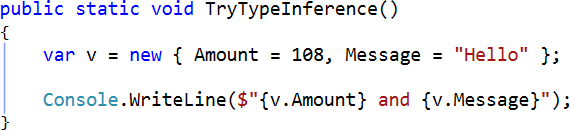 public static void TryTypeInference()
{
    var v = new { Amount = 108, Message = "Hello" };
    Console.WriteLine($"{v.Amount} and {v.Message}");
}